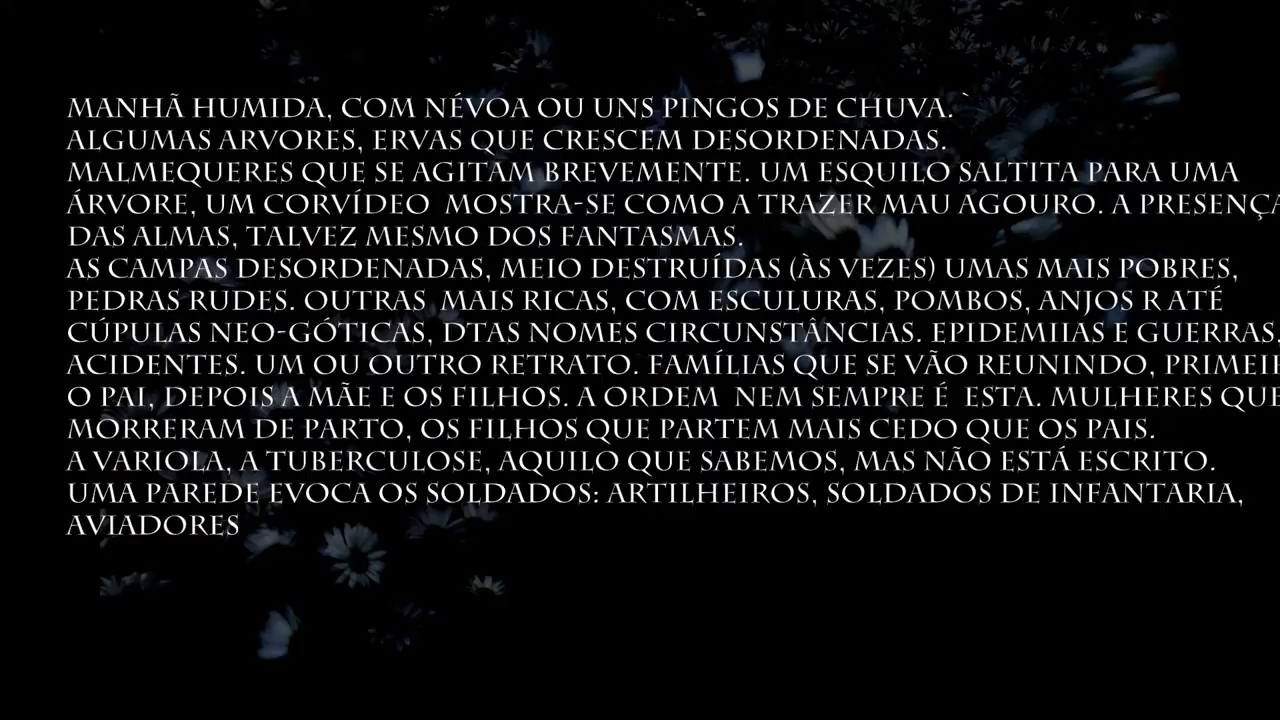 MANHÃ HUMIDA, COM NÉVOA OU UNS PINGOS DE CHUVA.`
ALGUMAS ARVORES, ERVAS QUE CRESCEM DESORDENADAS.
MALMEQUERES QUE SE AGITAM BREVEMENTE. UM ESQUILO SALTITA PARA UMA
ÁRVORE, UM CORVÍDEO  MOSTRA-SE COMO A TRAZER MAU AGOURO. A PRESENÇA
DAS ALMAS, TALVEZ MESMO DOS FANTASMAS.
AS CAMPAS DESORDENADAS, MEIO DESTRUÍDAS (ÀS VEZES) UMAS MAIS POBRES,
PEDRAS RUDES. OUTRAS  MAIS RICAS, COM ESCULURAS, POMBOS, ANJOS R ATÉ
CÚPULAS NEO-GÓTICAS, DTAS NOMES CIRCUNSTÂNCIAS. EPIDEMIIAS E GUERRAS.
ACIDENTES. UM OU OUTRO RETRATO. FAMÍLIAS QUE SE VÃO REUNINDO, PRIMEI
O PAI, DEPOIS A MÃE E OS FILHOS. A ORDEM  NEM SEMPRE É  ESTA. MULHERES QUE
MORRERAM DE PARTO, OS FILHOS QUE PARTEM MAIS CEDO QUE OS PAIS.
A VARIOLA, A TUBERCULOSE, AQUILO QUE SABEMOS, MAS NÃO ESTÁ ESCRITO.
UMA PAREDE EVOCA OS SOLDADOS: ARTILHEIROS, SOLDADOS DE INFANTARIA,
AVIADORES